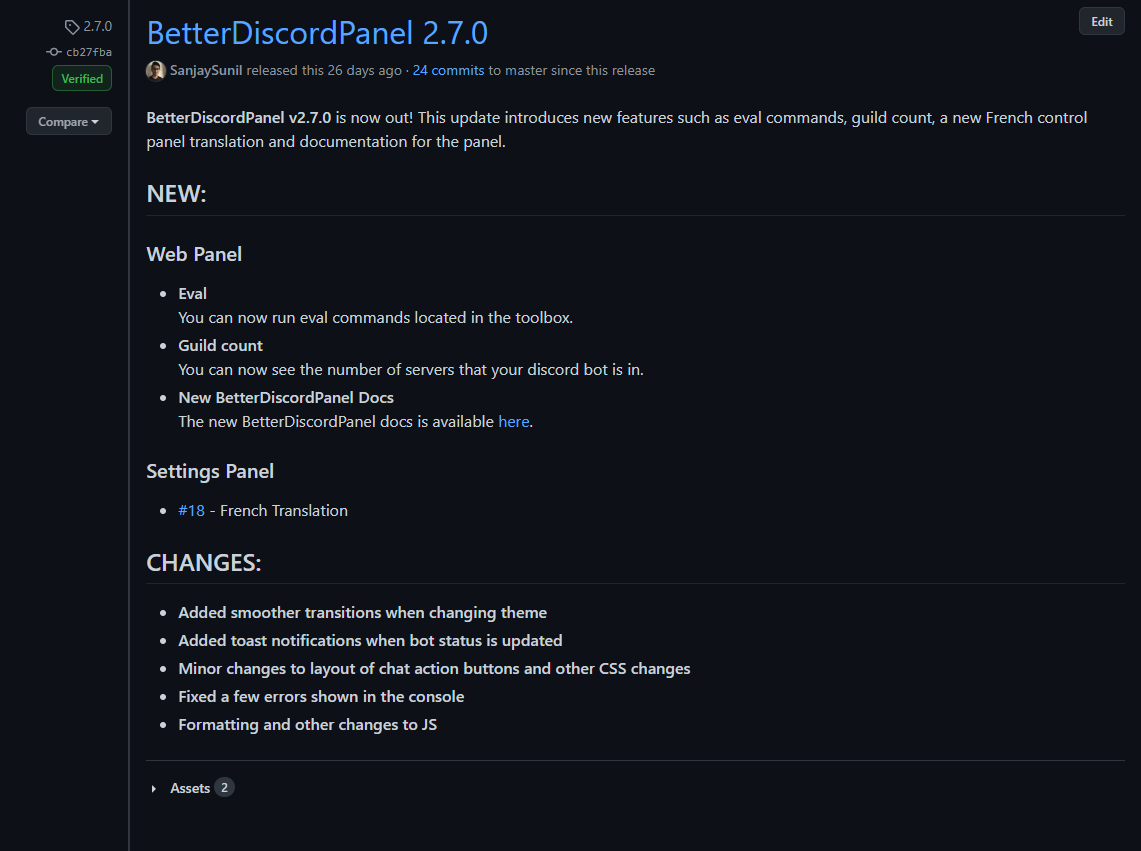 2.7.0
cb27fba
Verified
Compare
BetterDiscordPanel 2.7.0
Edit
SanjaySunil released this 26 days ago · 24 commits to master since this release
BetterDiscordPanel v2.7.0 is now out! This update introduces new features such as eval commands, guild count, a new French control
panel translation and documentation for the panel.
NEW:
Web Panel
Eval
You can now run eval commands located in the toolbox.
Guild count
You can now see the number of servers that your discord bot is in.
New BetterDiscordPanel Docs
The new BetterDiscordPanel docs is available here.
Settings Panel
#18 - French Translation
CHANGES:
Added smoother transitions when changing theme
Added toast notifications when bot status is updated
Minor changes to layout of chat action buttons and other CSS changes
Fixed a few errors shown in the console
Formatting and other changes to JS
Assets 2